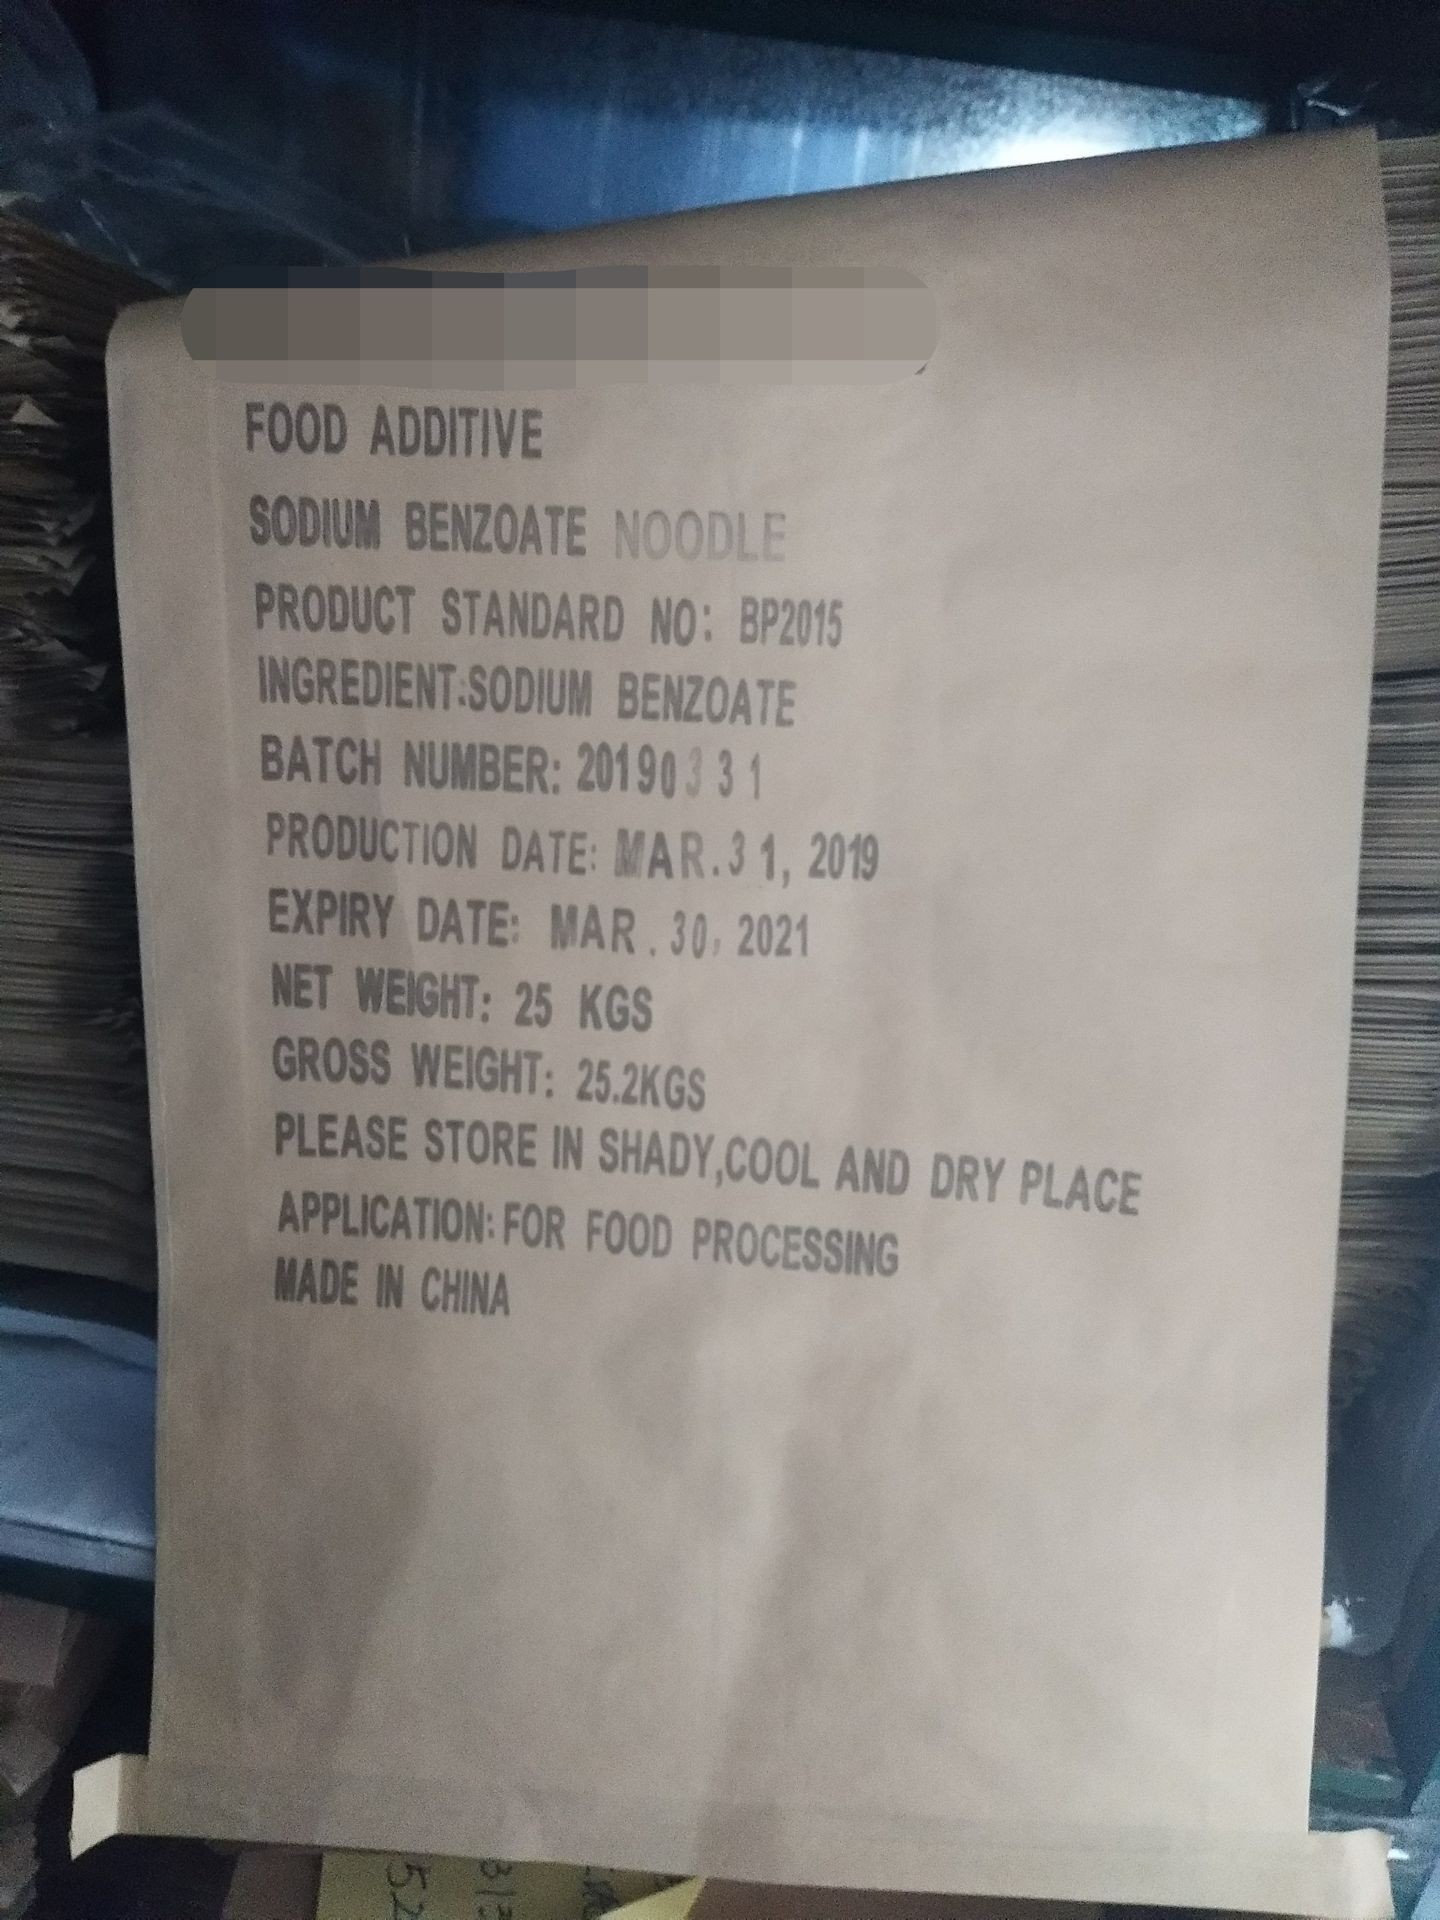 FOOD ADDITIVE
SODIUM BENZOATE NOODLE
PRODUCT STANDARD NO: BP2015
INGREDIENT:SODIUM BENZOATE
BATCH NUMBER: 20190331
PRODUCTION DATE: MAR.31, 2019
EXPIRY DATE: MAR.30, 2021
NET WEIGHT: 25 KGS
GROSS WEIGHT: 25.2KGS
PLEASE STORE IN SHADY,COOL AND DRY PLACE
APPLICATION:FOR FOOD PROCESSING
MADE IN CHINA